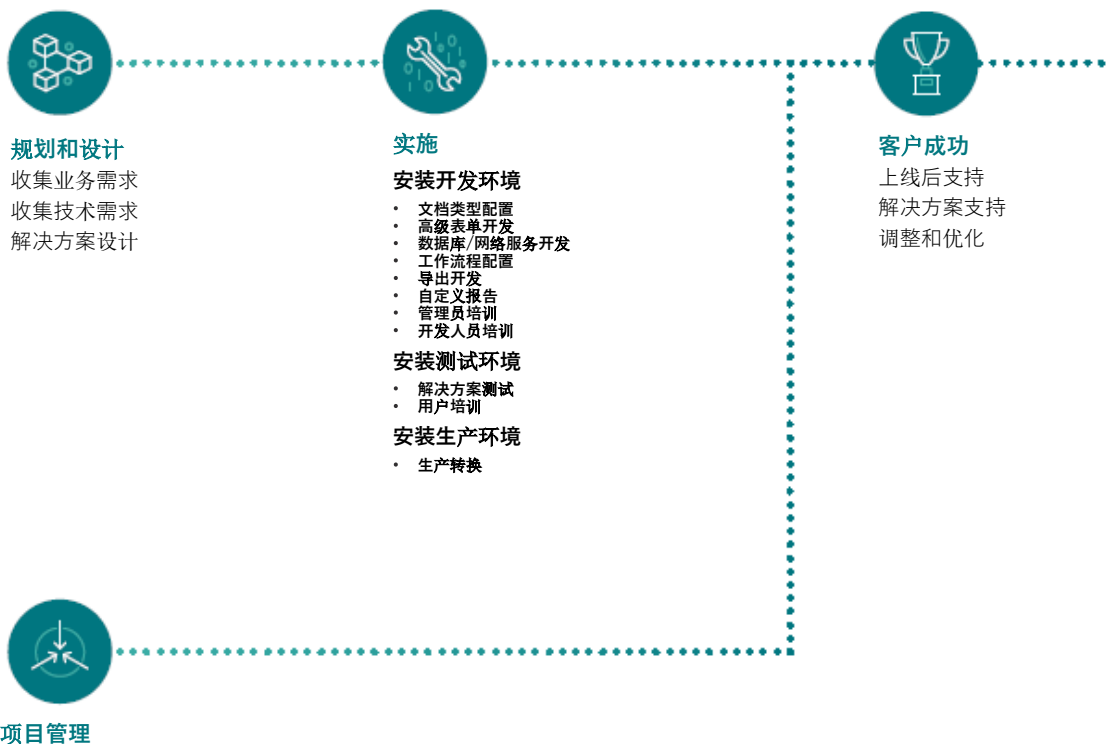 规划和设计
收集业务需求
收集技术需求
解决方案设计
实施
安装开发环境
• 文档类型配置
• 高级表单开发
• 数据库/网络服务开发
• 工作流程配置
• 导出开发
• 自定义报告
• 管理员培训
• 开发人员培训
安装测试环境
• 解决方案测试
• 用户培训
安装生产环境
• 生产转换
客户成功
上线后支持
解决方案支持
调整和优化
项目管理